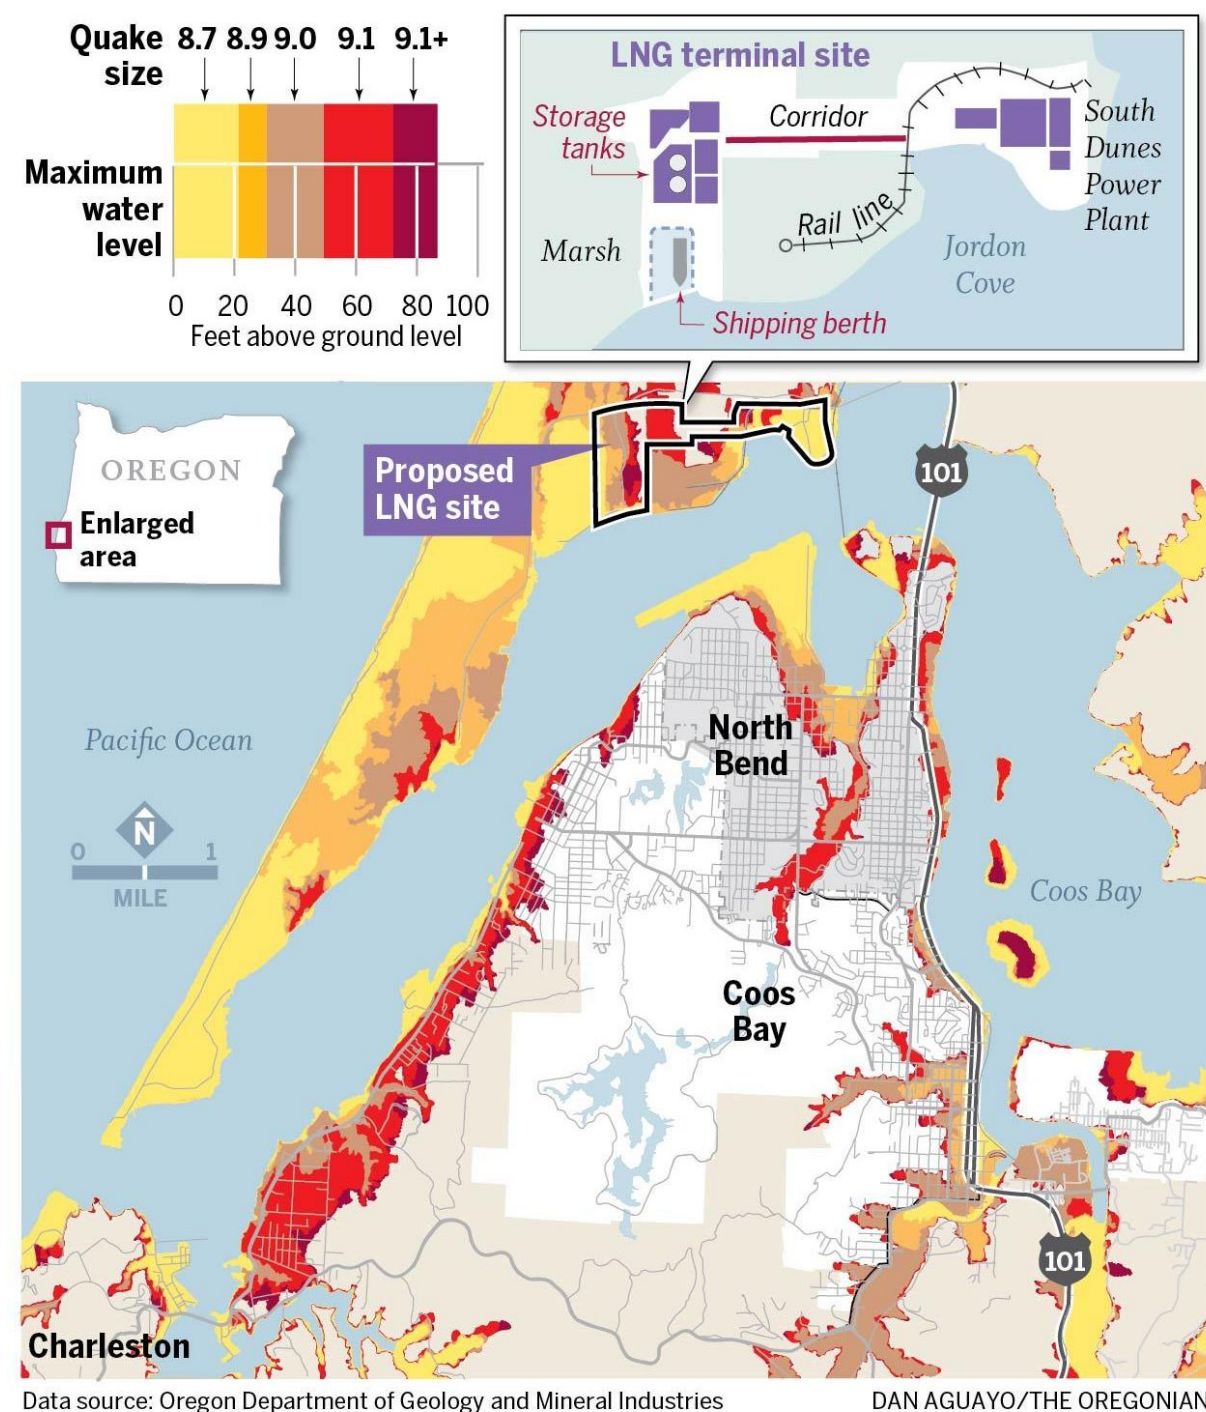 Quake size
8.7 8.9 9.0 9.1 9.1+
Maximum
water
level
0 20 40 60 80 100
Feet above ground level
LNG terminal site
Storage
tanks
Corridor
South
Dunes
Power
Plant
Rail line
Marsh
Jordon
Cove
Shipping berth
OREGON
Enlarged
area
Proposed
LNG site
101
Pacific Ocean
North
Bend
N
0 1
MILE
Coos Bay
Coos
Bay
101
Charleston
Data source: Oregon Department of Geology and Mineral Industries
DAN AGUAYO/THE OREGONIAN